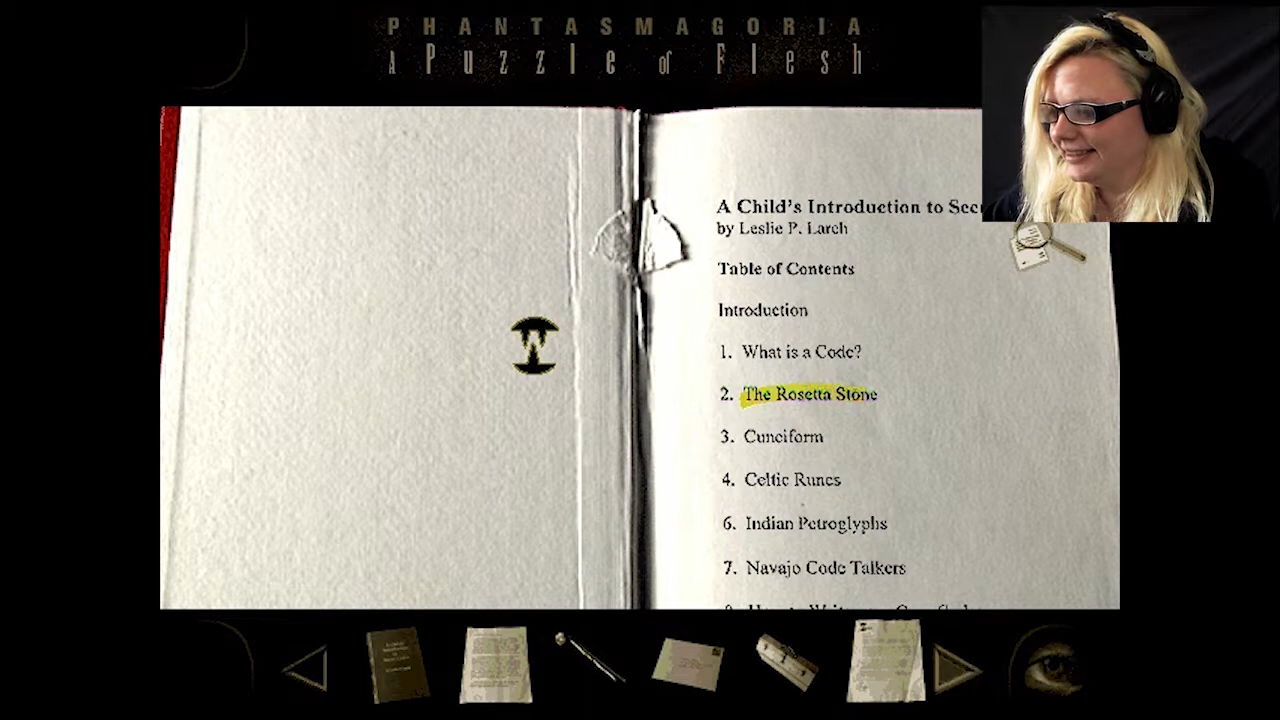 PHANTASMAGORIA
A Puzzle of Flesh
A Child's Introduction to
by Leslie P. Larch
Table of Contents
Introduction
1. What is a Code?
2. The Rosetta Stone
3. Cuneiform
4. Celtic Runes
6. Indian Petroglyphs
7. Navajo Code Talkers